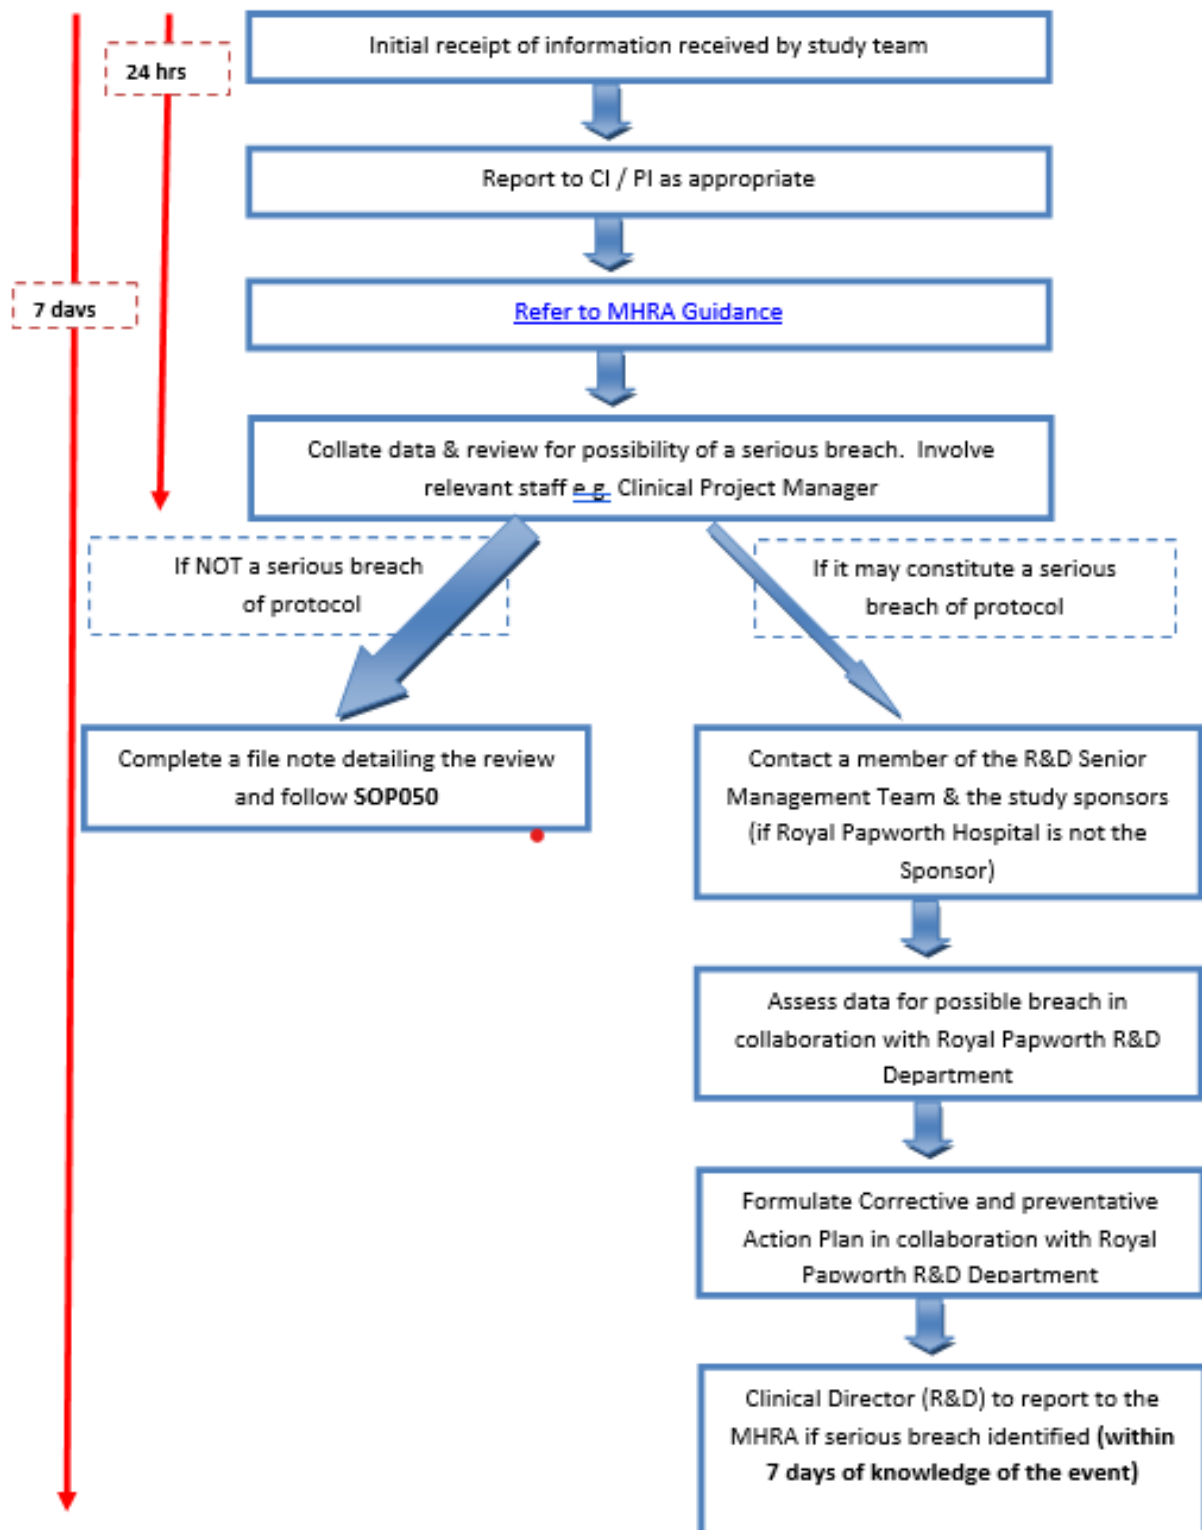 Initial receipt of information received by study team
24 hrs
Report to CI / PI as appropriate
7 days
Refer to MHRA Guidance
Collate data & review for possibility of a serious breach.  Involve
relevant staff e.g. Clinical Project Manager
If NOT a serious breach
of protocol
If it may constitute a serious
breach of protocol
Complete a file note detailing the review
and follow SOP050
Contact a member of the R&D Senior
Management Team & the study sponsors
(if Royal Papworth Hospital is not the
Sponsor)
Assess data for possible breach in
collaboration with Royal Papworth R&D
Department
Formulate Corrective and preventative
Action Plan in collaboration with Royal
Papworth R&D Department
Clinical Director (R&D) to report to the
MHRA if serious breach identified (within
7 days of knowledge of the event)